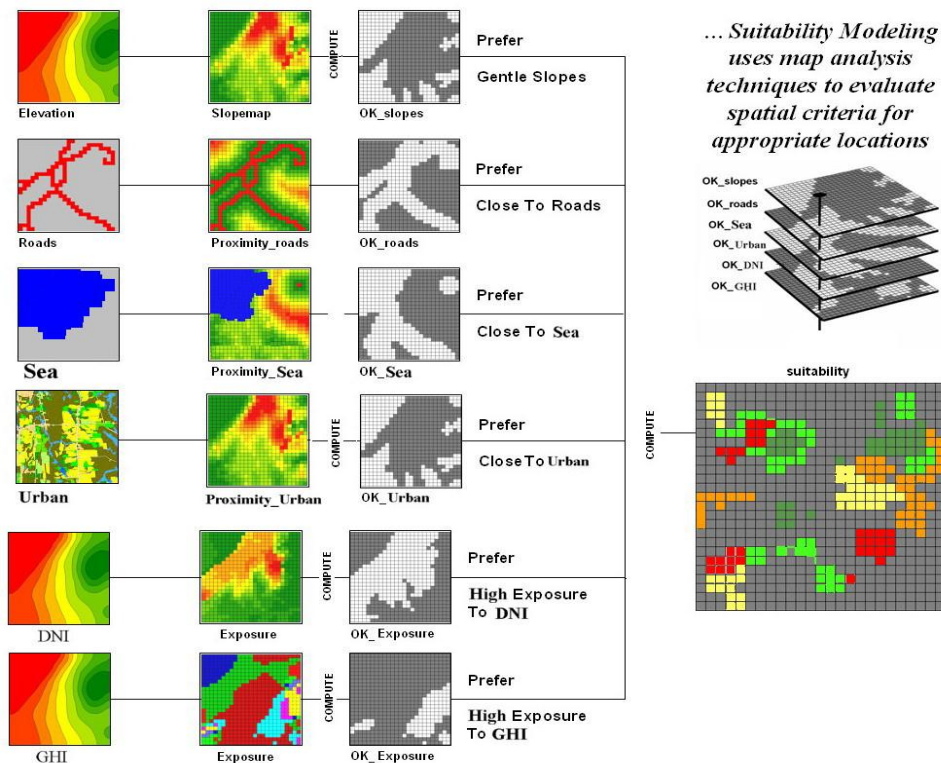 Elevation
Slopemap
COMPUTE
OK_slopes
Prefer
Gentle Slopes
Roads
Proximity_roads
OK_roads
Prefer
Close To Roads
Sea
Proximity_Sea
OK_Sea
Prefer
Close To Sea
Urban
Proximity_Urban
COMPUTE
OK_Urban
Prefer
Close To Urban
DNI
Exposure
COMPUTE
OK_Exposure
Prefer
High Exposure
To DNI
GHI
Exposure
COMPUTE
OK_Exposure
Prefer
High Exposure
To GHI
... Suitability Modeling
uses map analysis
techniques to evaluate
spatial criteria for
appropriate locations
OK_slopes
OK_roads
OK_Sea
OK_Urban
OK_DNI
OK_GHI
COMPUTE
suitability